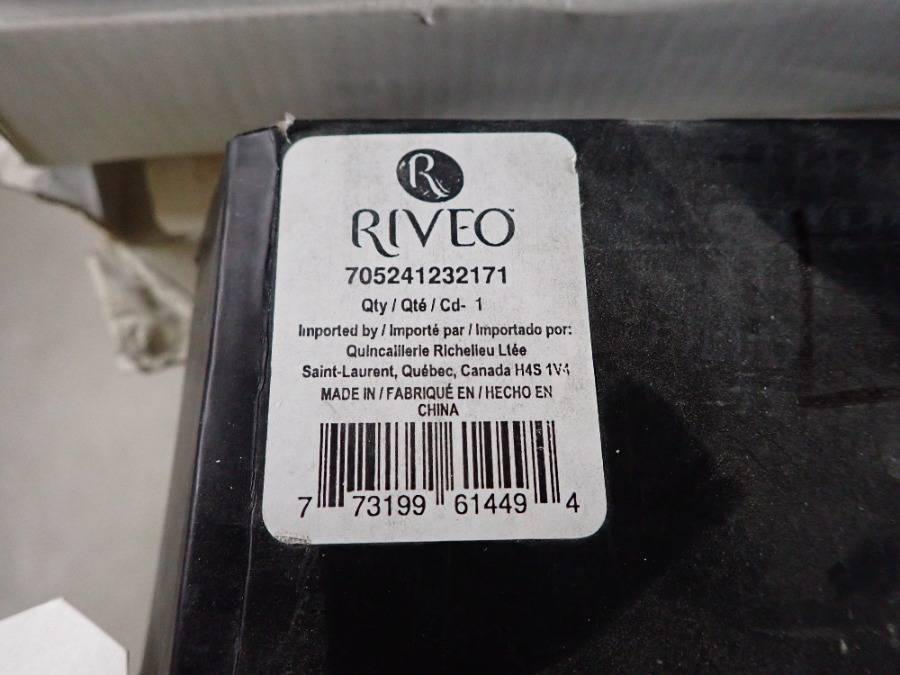 R
RIVEO™
705241232171
Qty / Qté / Cd- 1
Imported by / Importé par / Importado por:
Quincaillerie Richelieu Ltée
Saint-Laurent, Québec, Canada H4S 1V4
MADE IN / FABRIQUÉ EN / HECHO EN
CHINA
7 73199 61449 4